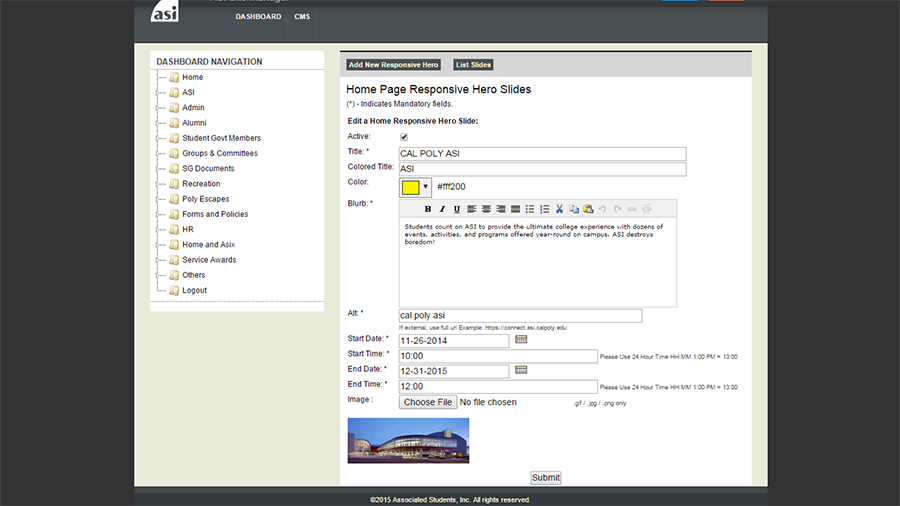 asi
DASHBOARD CMS
DASHBOARD NAVIGATION
Home
ASI
Admin
Alumni
Student Govt Members
Groups & Committees
SG Documents
Recreation
Poly Escapes
Forms and Policies
HR
Home and Asix
Service Awards
Others
Logout
Add New Responsive Hero List Slides
Home Page Responsive Hero Slides
(*) - Indicates Mandatory fields.
Edit a Home Responsive Hero Slide:
Active:
Title: * CAL POLY ASI
Colored Title: ASI
Color: #fff200
Blurb: * B I U
Students count on ASI to provide the ultimate college experience with dozens of
events, activities, and programs offered year-round on campus. ASI destroys
boredom!
Alt: * cal poly asi
If external, use full url Example: https://connect.asi.calpoly.edu
Start Date: * 11-26-2014
Start Time: * 10:00 Please Use 24 Hour Time HH:MM 1:00 PM = 13:00
End Date: * 12-31-2015
End Time: * 12:00 Please Use 24 Hour Time HH:MM 1:00 PM = 13:00
Image : Choose File No file chosen .gif / .jpg / .png only
Submit
©2015 Associated Students, Inc. All rights reserved.